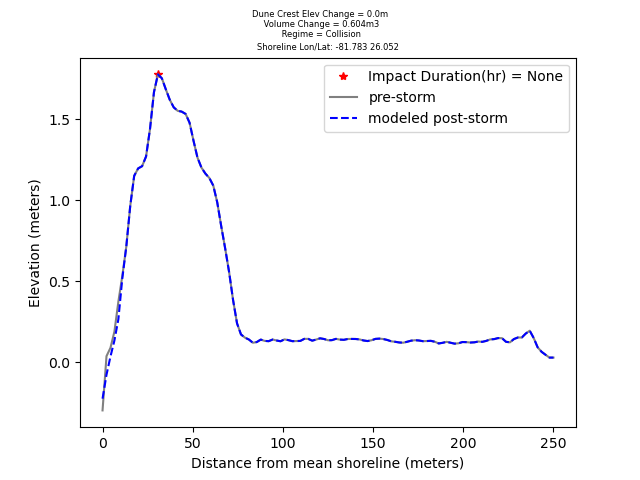 Dune Crest Elev Change = 0.0m
Volume Change = 0.604m3
Regime = Collision
Shoreline Lon/Lat: -81.783 26.052
Impact Duration(hr) = None
pre-storm
modeled post-storm
Elevation (meters)
1.5
1.0
0.5
0.0
0 50 100 150 200 250
Distance from mean shoreline (meters)